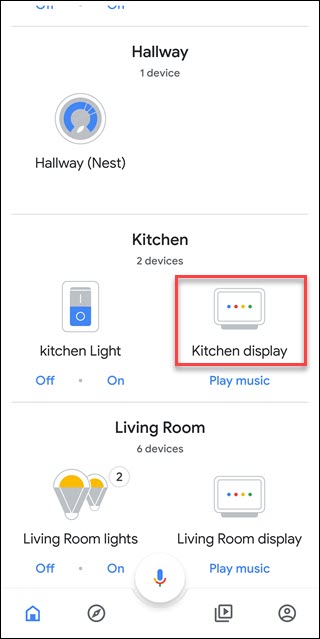 Off · On
Hallway
1 device
Hallway (Nest)
Kitchen
2 devices
kitchen Light
Kitchen display
Off · On
Play music
Living Room
6 devices
2
Living Room lights
Living Room display
Off · On
Play music